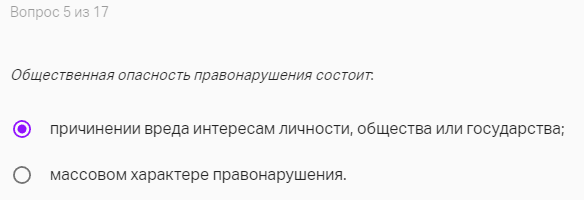 Вопрос 5 из 17
Общественная опасность правонарушения состоит:
причинении вреда интересам личности, общества или государства;
массовом характере правонарушения.